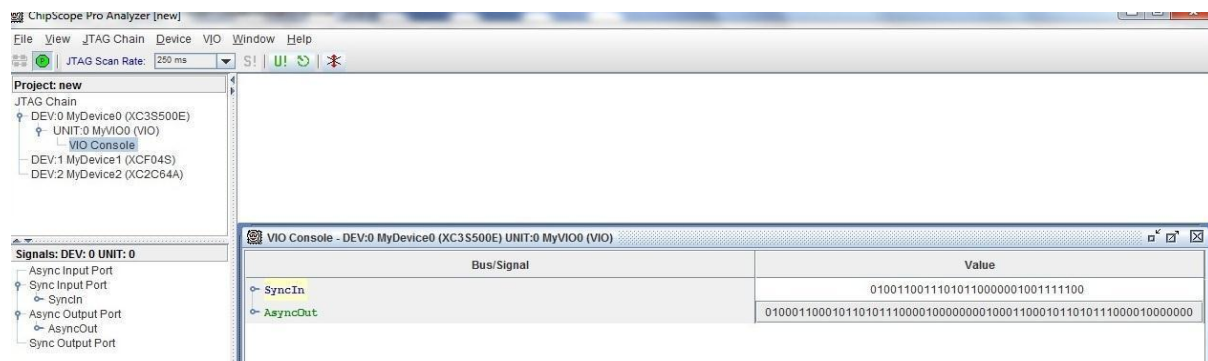 ChipScope Pro Analyzer [new]
File View JTAG Chain Device VIO Window Help
JTAG Scan Rate: 250 ms S! U!
Project: new
JTAG Chain
DEV:0 MyDevice0 (XC3S500E)
UNIT:0 MyVIO0 (VIO)
VIO Console
DEV:1 MyDevice1 (XCF04S)
DEV:2 MyDevice2 (XC2C64A)
Signals: DEV: 0 UNIT: 0
Async Input Port
Sync Input Port
SyncIn
Async Output Port
AsyncOut
Sync Output Port
VIO Console - DEV:0 MyDevice0 (XC3S500E) UNIT:0 MyVIO0 (VIO)
Bus/Signal Value
SyncIn 01001100111010110000001001111100
AsyncOut 0100011000101101011100001000000001000110001011010111000010000000